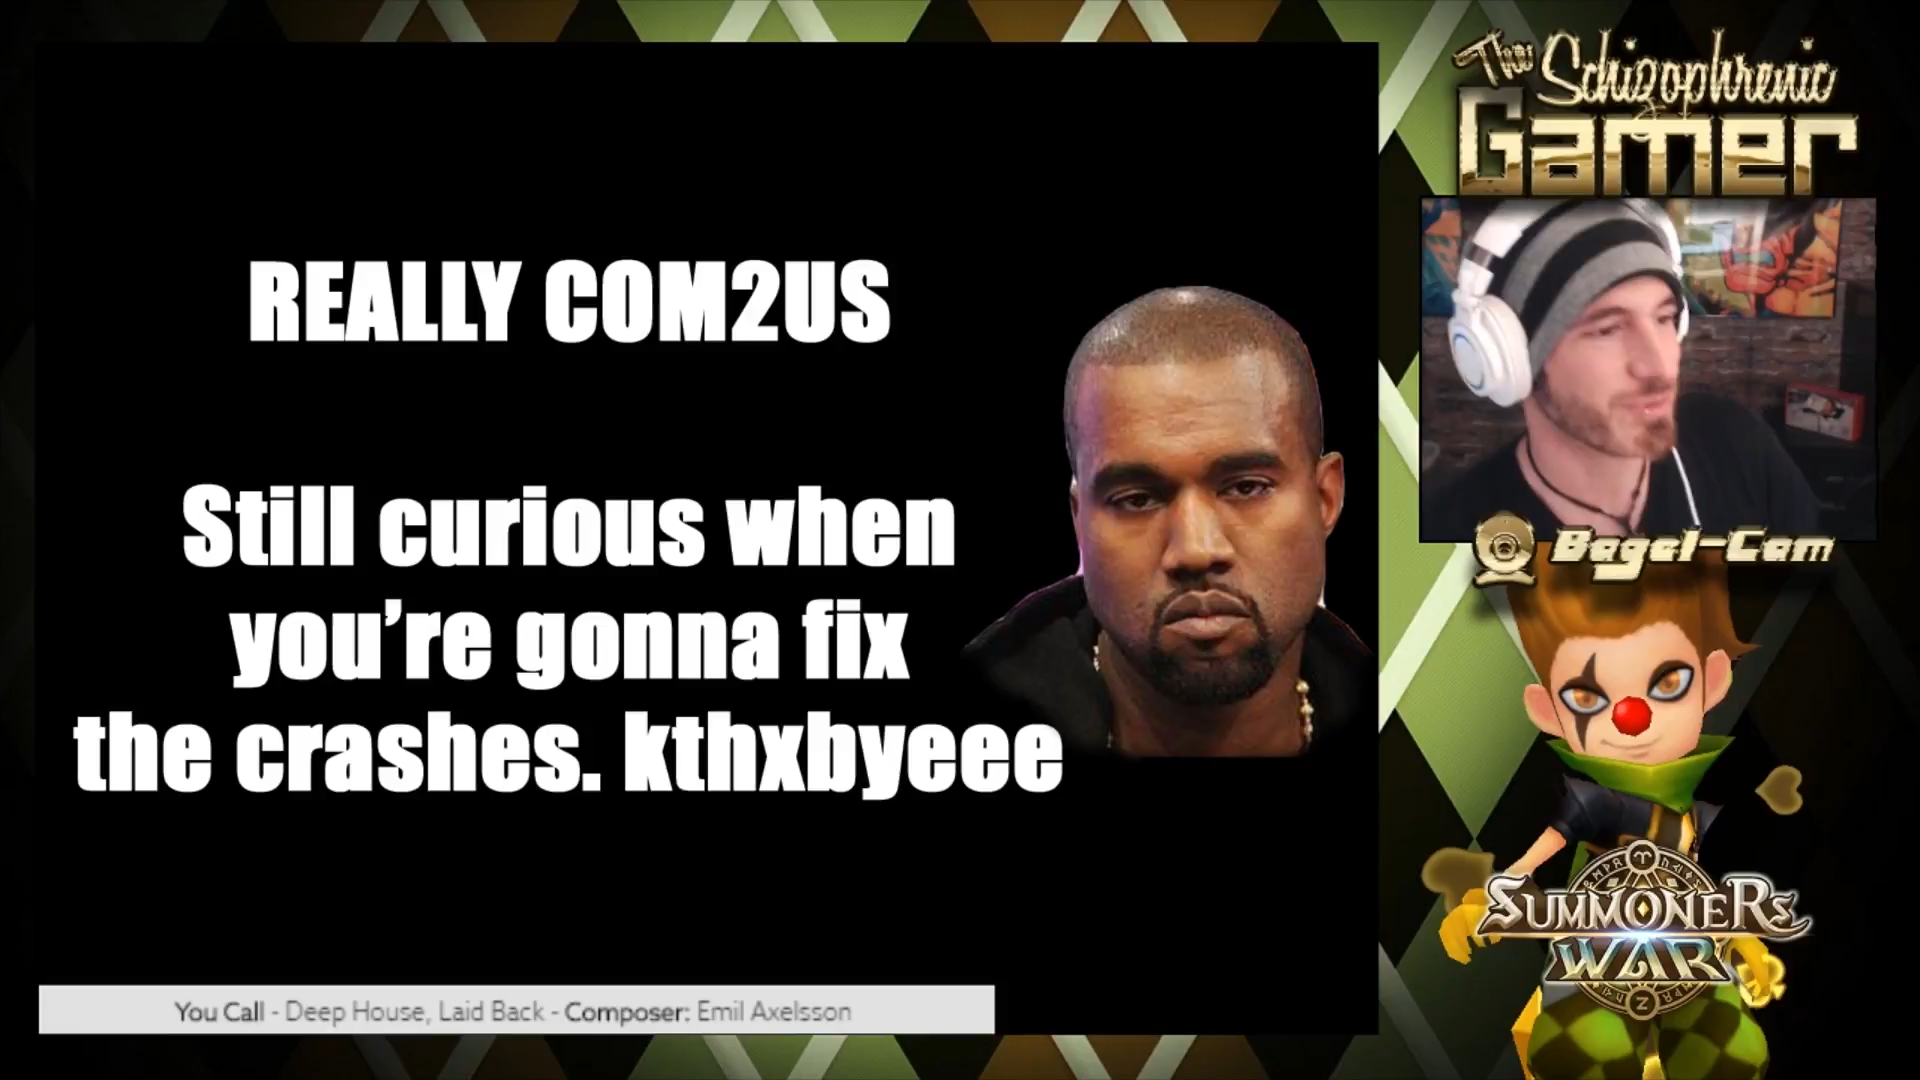 The Schizophrenic
Gamer
REALLY COM2US
Still curious when
you're gonna fix
the crashes. kthxbyeee
Bagel-Cam
SUMMONERS
WAR
You Call - Deep House, Laid Back - Composer: Emil Axelsson